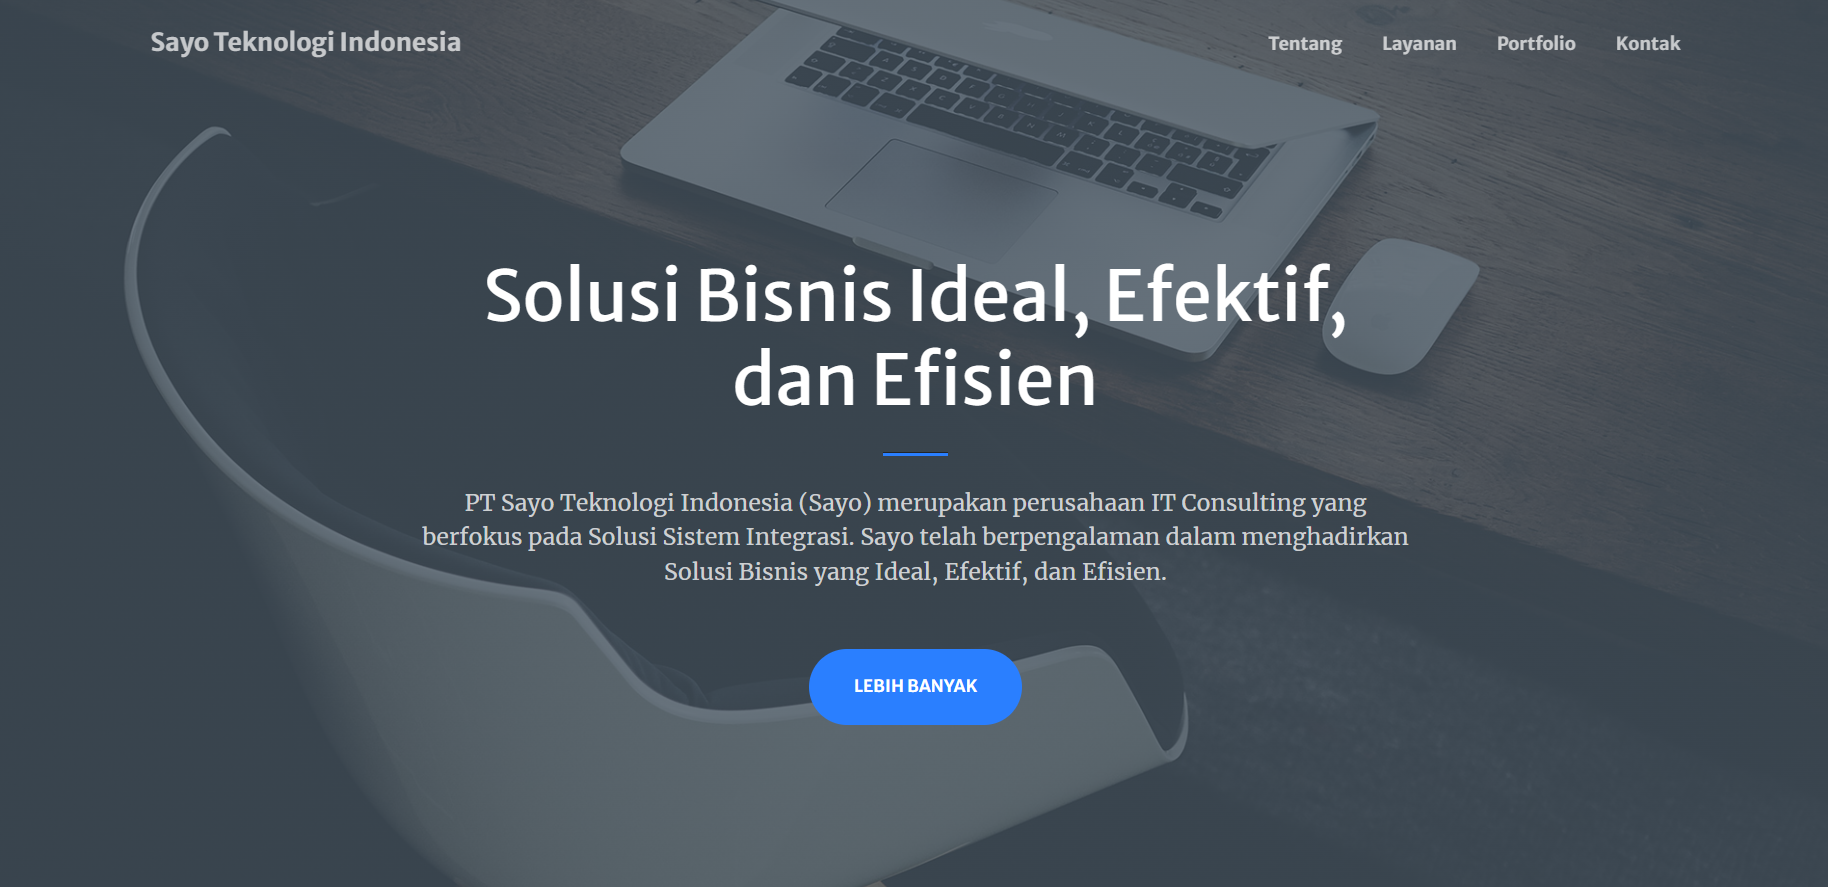 Sayo Teknologi Indonesia
Tentang Layanan Portfolio Kontak
Solusi Bisnis Ideal, Efektif,
dan Efisien
PT Sayo Teknologi Indonesia (Sayo) merupakan perusahaan IT Consulting yang
berfokus pada Solusi Sistem Integrasi. Sayo telah berpengalaman dalam menghadirkan
Solusi Bisnis yang Ideal, Efektif, dan Efisien.
LEBIH BANYAK